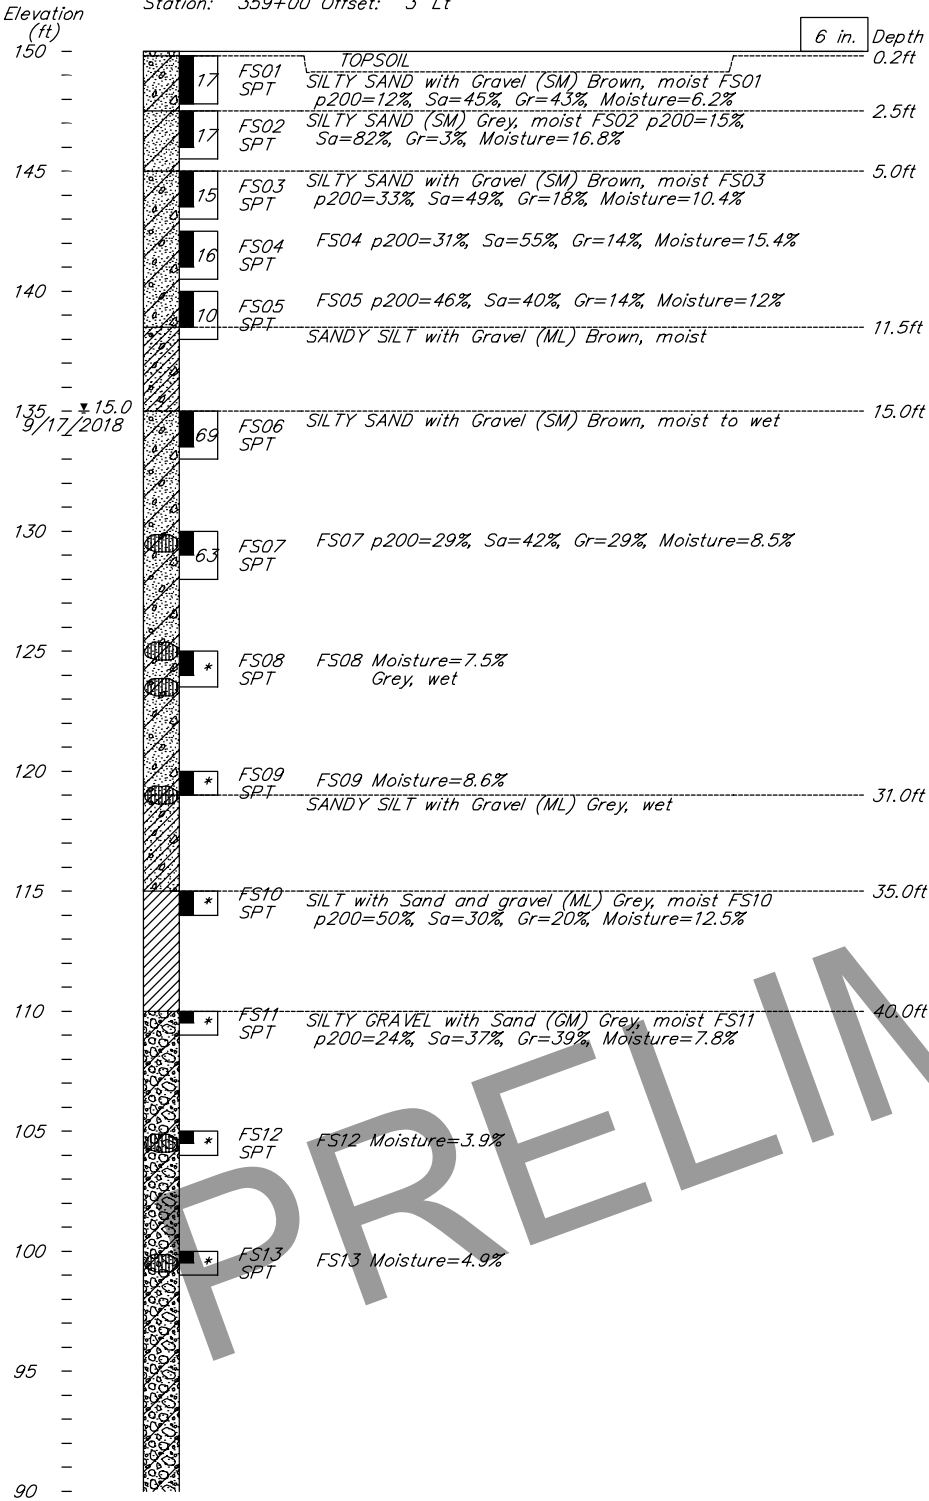 Station: 359+00 Offset: 3' Lt
Elevation
(ft)
6 in. Depth
150
0.2ft
TOPSOIL
17 FS01 SPT
SILTY SAND with Gravel (SM) Brown, moist FS01
p200=12%, Sa=45%, Gr=43%, Moisture=6.2%
2.5ft
17 FS02 SPT
SILTY SAND (SM) Grey, moist FS02 p200=15%,
Sa=82%, Gr=3%, Moisture=16.8%
145
5.0ft
15 FS03 SPT
SILTY SAND with Gravel (SM) Brown, moist FS03
p200=33%, Sa=49%, Gr=18%, Moisture=10.4%
16 FS04 SPT
FS04 p200=31%, Sa=55%, Gr=14%, Moisture=15.4%
140
10 FS05 SPT
FS05 p200=46%, Sa=40%, Gr=14%, Moisture=12%
11.5ft
SANDY SILT with Gravel (ML) Brown, moist
135 15.0
9/17/2018
15.0ft
69 FS06 SPT
SILTY SAND with Gravel (SM) Brown, moist to wet
130
63 FS07 SPT
FS07 p200=29%, Sa=42%, Gr=29%, Moisture=8.5%
125
* FS08 SPT
FS08 Moisture=7.5%
Grey, wet
120
* FS09 SPT
FS09 Moisture=8.6%
31.0ft
SANDY SILT with Gravel (ML) Grey, wet
115
35.0ft
* FS10 SPT
SILT with Sand and gravel (ML) Grey, moist FS10
p200=50%, Sa=30%, Gr=20%, Moisture=12.5%
110
40.0ft
* FS11 SPT
SILTY GRAVEL with Sand (GM) Grey, moist FS11
p200=24%, Sa=37%, Gr=39%, Moisture=7.8%
105
* FS12 SPT
FS12 Moisture=3.9%
100
* FS13 SPT
FS13 Moisture=4.9%
95
90
PRELIM